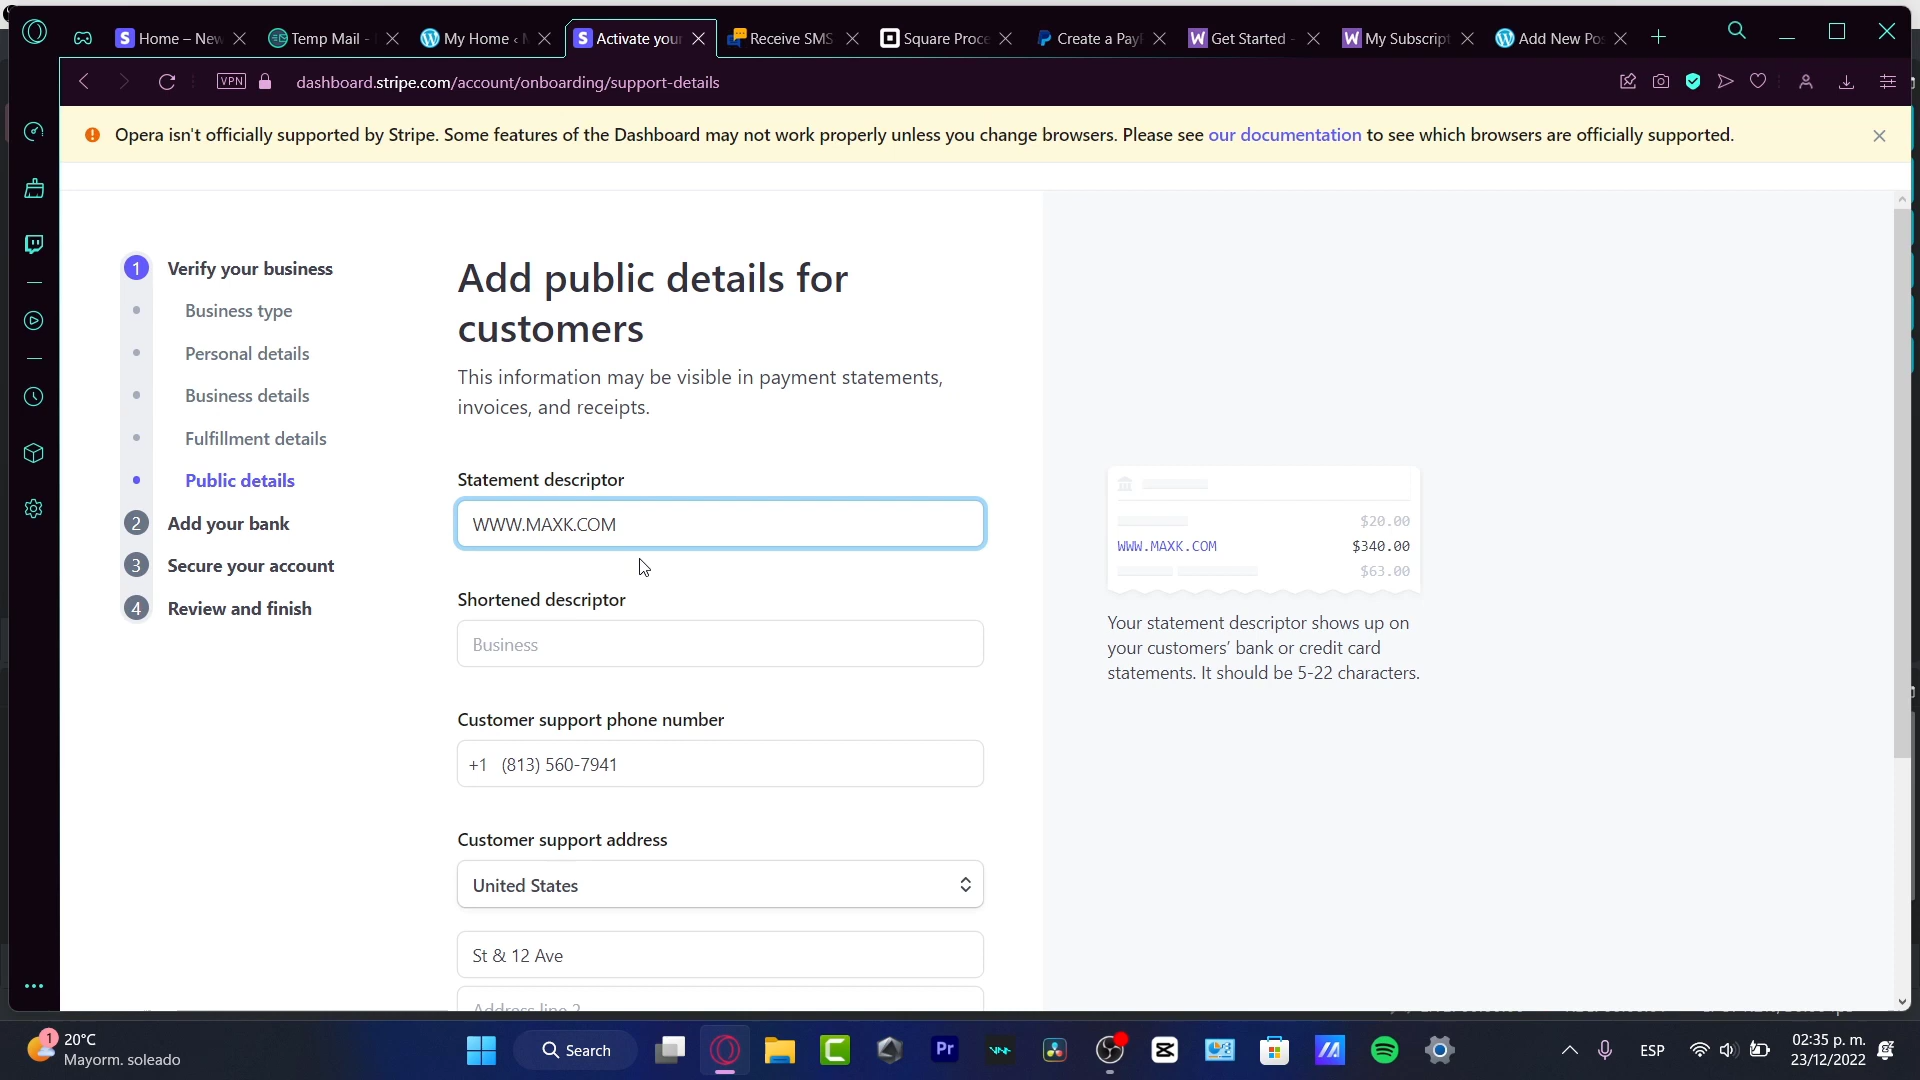 Home – New
Temp Mail -
My Home ‹ M
Activate your
Receive SMS
Square Proce
Create a PayP
Get Started -
My Subscript
Add New Pos
VPN
dashboard.stripe.com/account/onboarding/support-details
Opera isn't officially supported by Stripe. Some features of the Dashboard may not work properly unless you change browsers. Please see our documentation to see which browsers are officially supported.
1 Verify your business
Business type
Personal details
Business details
Fulfillment details
Public details
2 Add your bank
3 Secure your account
4 Review and finish
Add public details for
customers
This information may be visible in payment statements,
invoices, and receipts.
Statement descriptor
WWW.MAXK.COM
Shortened descriptor
Business
Customer support phone number
+1 (813) 560-7941
Customer support address
United States
St & 12 Ave
Address line 2
$20.00
WWW.MAXK.COM $340.00
$63.00
Your statement descriptor shows up on
your customers' bank or credit card
statements. It should be 5-22 characters.
1
20°C
Mayorm. soleado
Search
Pr
ESP
02:35 p. m.
23/12/2022